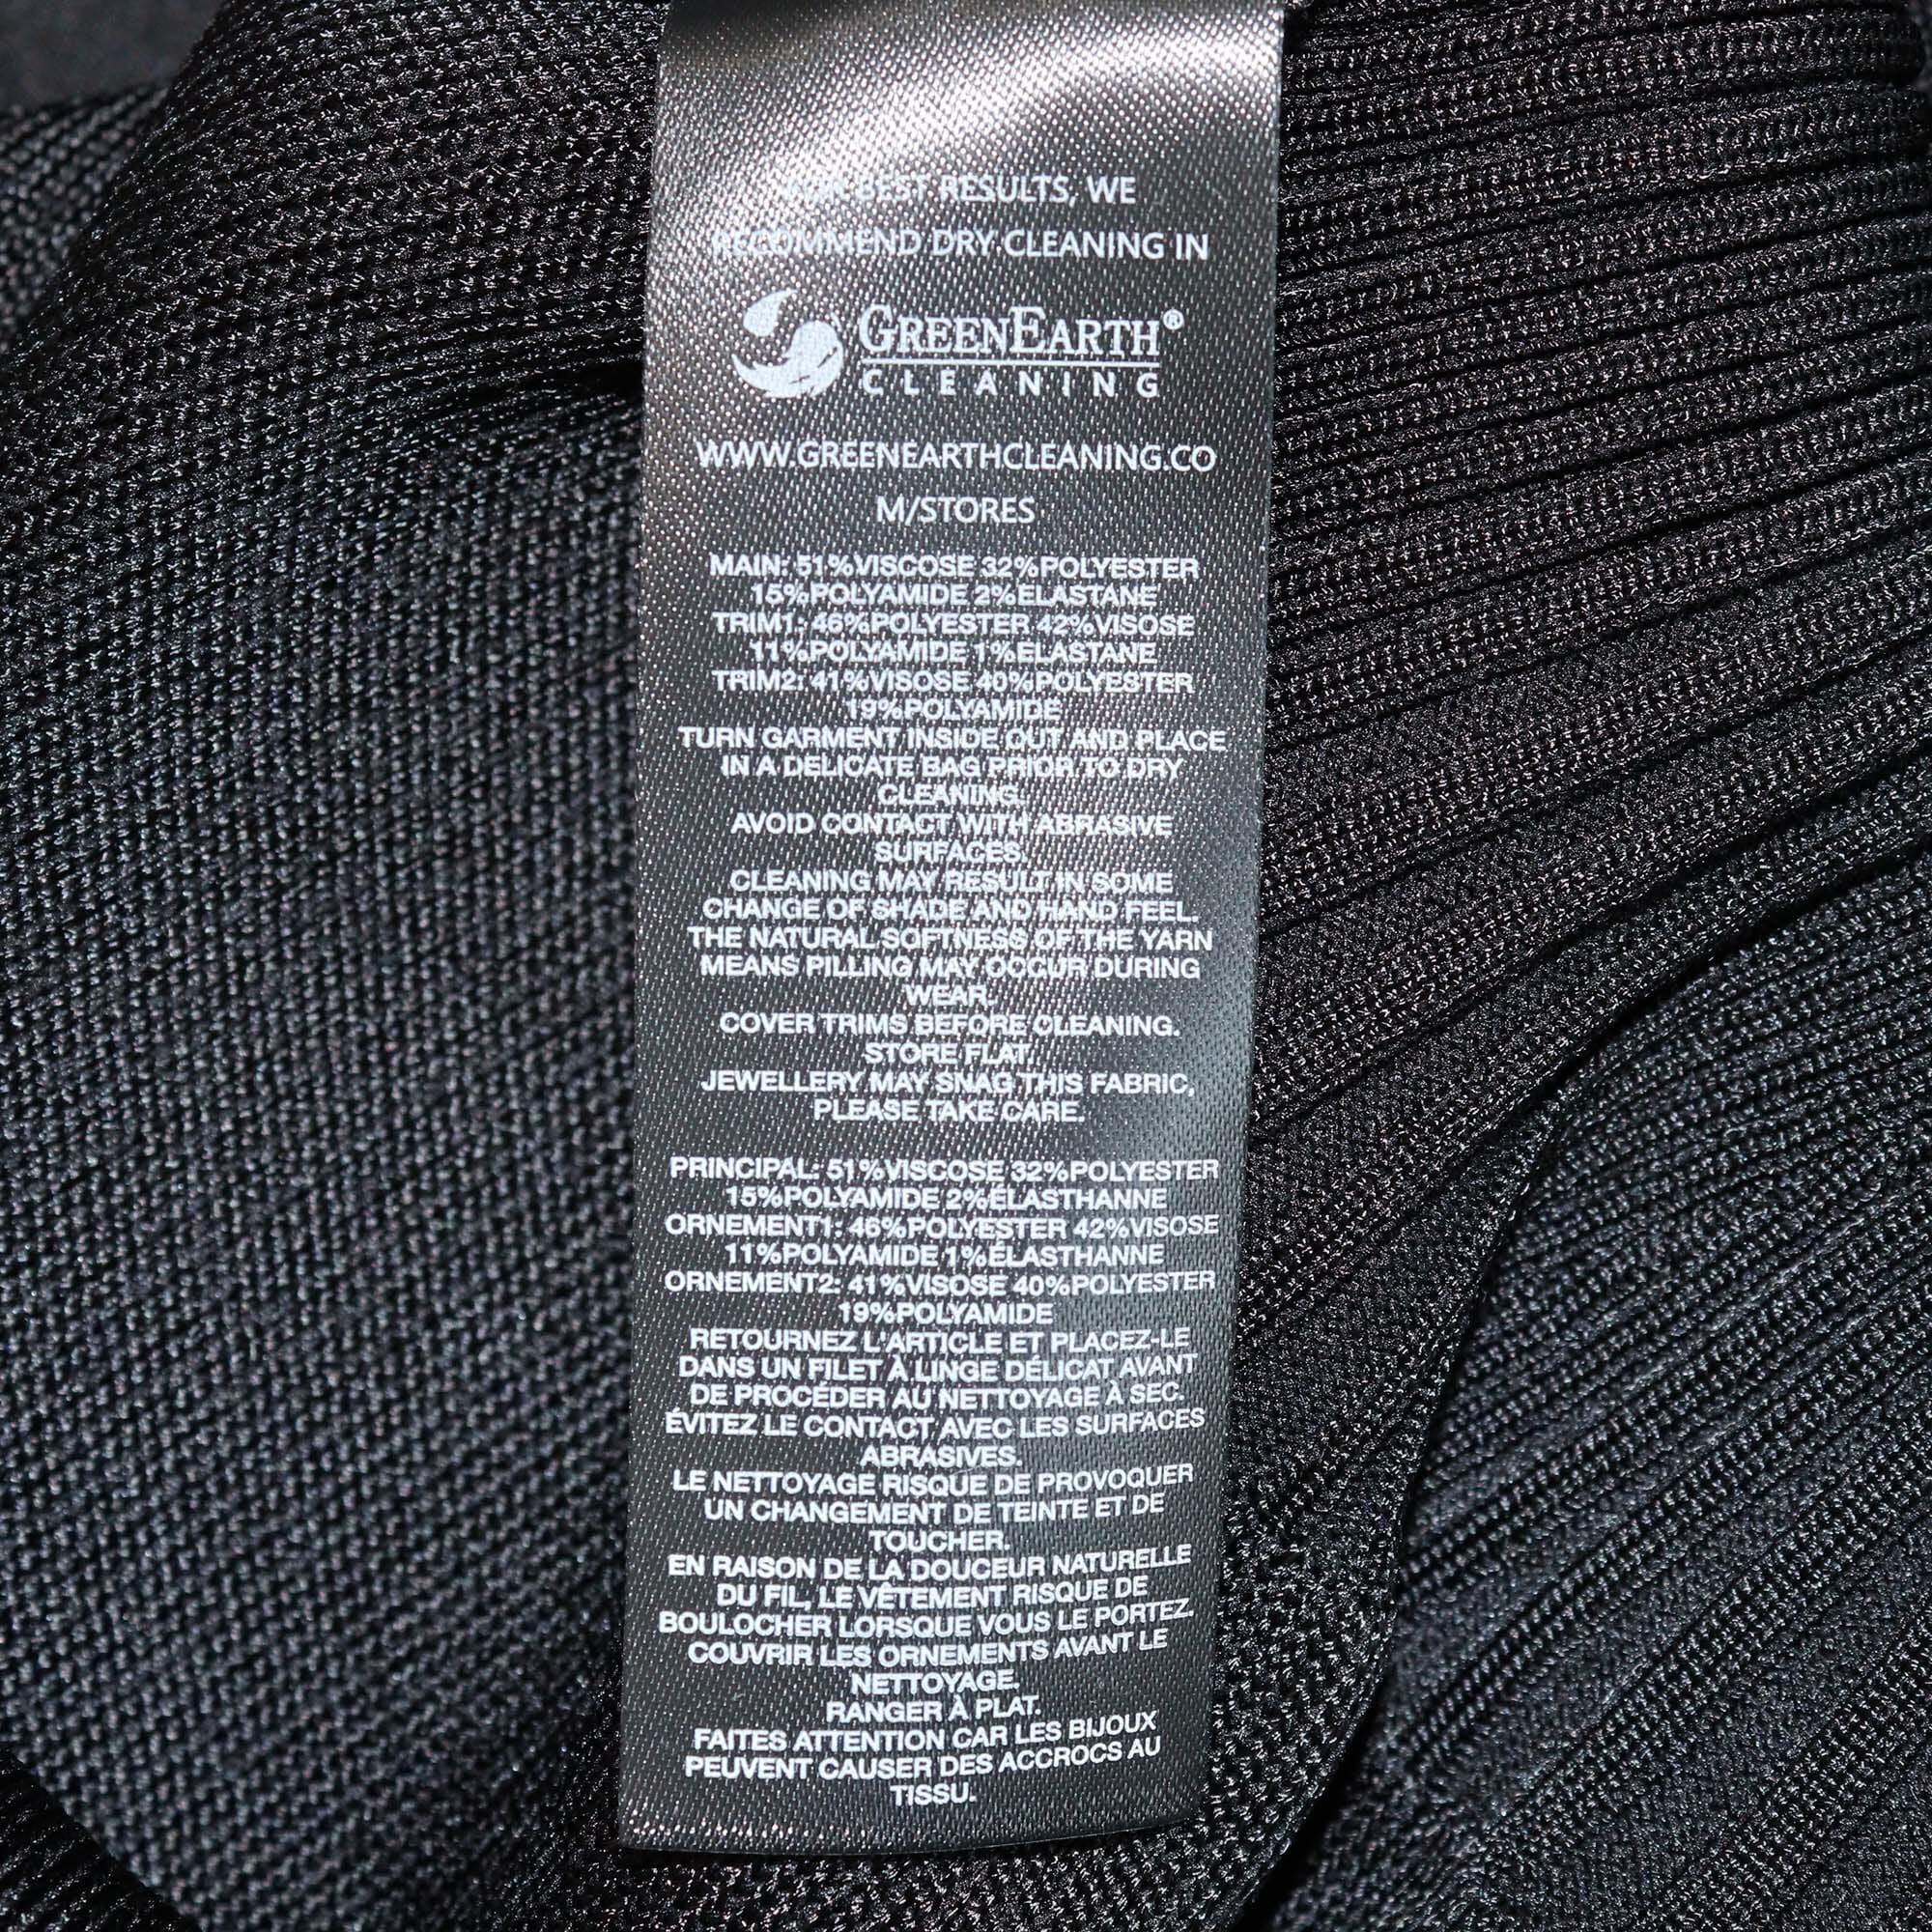 FOR BEST RESULTS, WE
RECOMMEND DRY CLEANING IN
GREENEARTH®
CLEANING
WWW.GREENEARTHCLEANING.CO
M/STORES
MAIN: 51%VISCOSE 32%POLYESTER
15%POLYAMIDE 2%ELASTANE
TRIM1: 46%POLYESTER 42%VISOSE
11%POLYAMIDE 1%ELASTANE
TRIM2: 41%VISOSE 40%POLYESTER
19%POLYAMIDE
TURN GARMENT INSIDE OUT AND PLACE
IN A DELICATE BAG PRIOR TO DRY
CLEANING.
AVOID CONTACT WITH ABRASIVE
SURFACES.
CLEANING MAY RESULT IN SOME
CHANGE OF SHADE AND HAND FEEL.
THE NATURAL SOFTNESS OF THE YARN
MEANS PILLING MAY OCCUR DURING
WEAR.
COVER TRIMS BEFORE CLEANING.
STORE FLAT.
JEWELLERY MAY SNAG THIS FABRIC,
PLEASE TAKE CARE.
PRINCIPAL: 51%VISCOSE 32%POLYESTER
15%POLYAMIDE 2%ÉLASTHANNE
ORNEMENT1: 46%POLYESTER 42%VISOSE
11%POLYAMIDE 1%ÉLASTHANNE
ORNEMENT2: 41%VISOSE 40%POLYESTER
19%POLYAMIDE
RETOURNEZ L'ARTICLE ET PLACEZ-LE
DANS UN FILET À LINGE DÉLICAT AVANT
DE PROCÉDER AU NETTOYAGE À SEC.
ÉVITEZ LE CONTACT AVEC LES SURFACES
ABRASIVES.
LE NETTOYAGE RISQUE DE PROVOQUER
UN CHANGEMENT DE TEINTE ET DE
TOUCHER.
EN RAISON DE LA DOUCEUR NATURELLE
DU FIL, LE VÊTEMENT RISQUE DE
BOULOCHER LORSQUE VOUS LE PORTEZ.
COUVRIR LES ORNEMENTS AVANT LE
NETTOYAGE.
RANGER À PLAT.
FAITES ATTENTION CAR LES BIJOUX
PEUVENT CAUSER DES ACCROCS AU
TISSU.